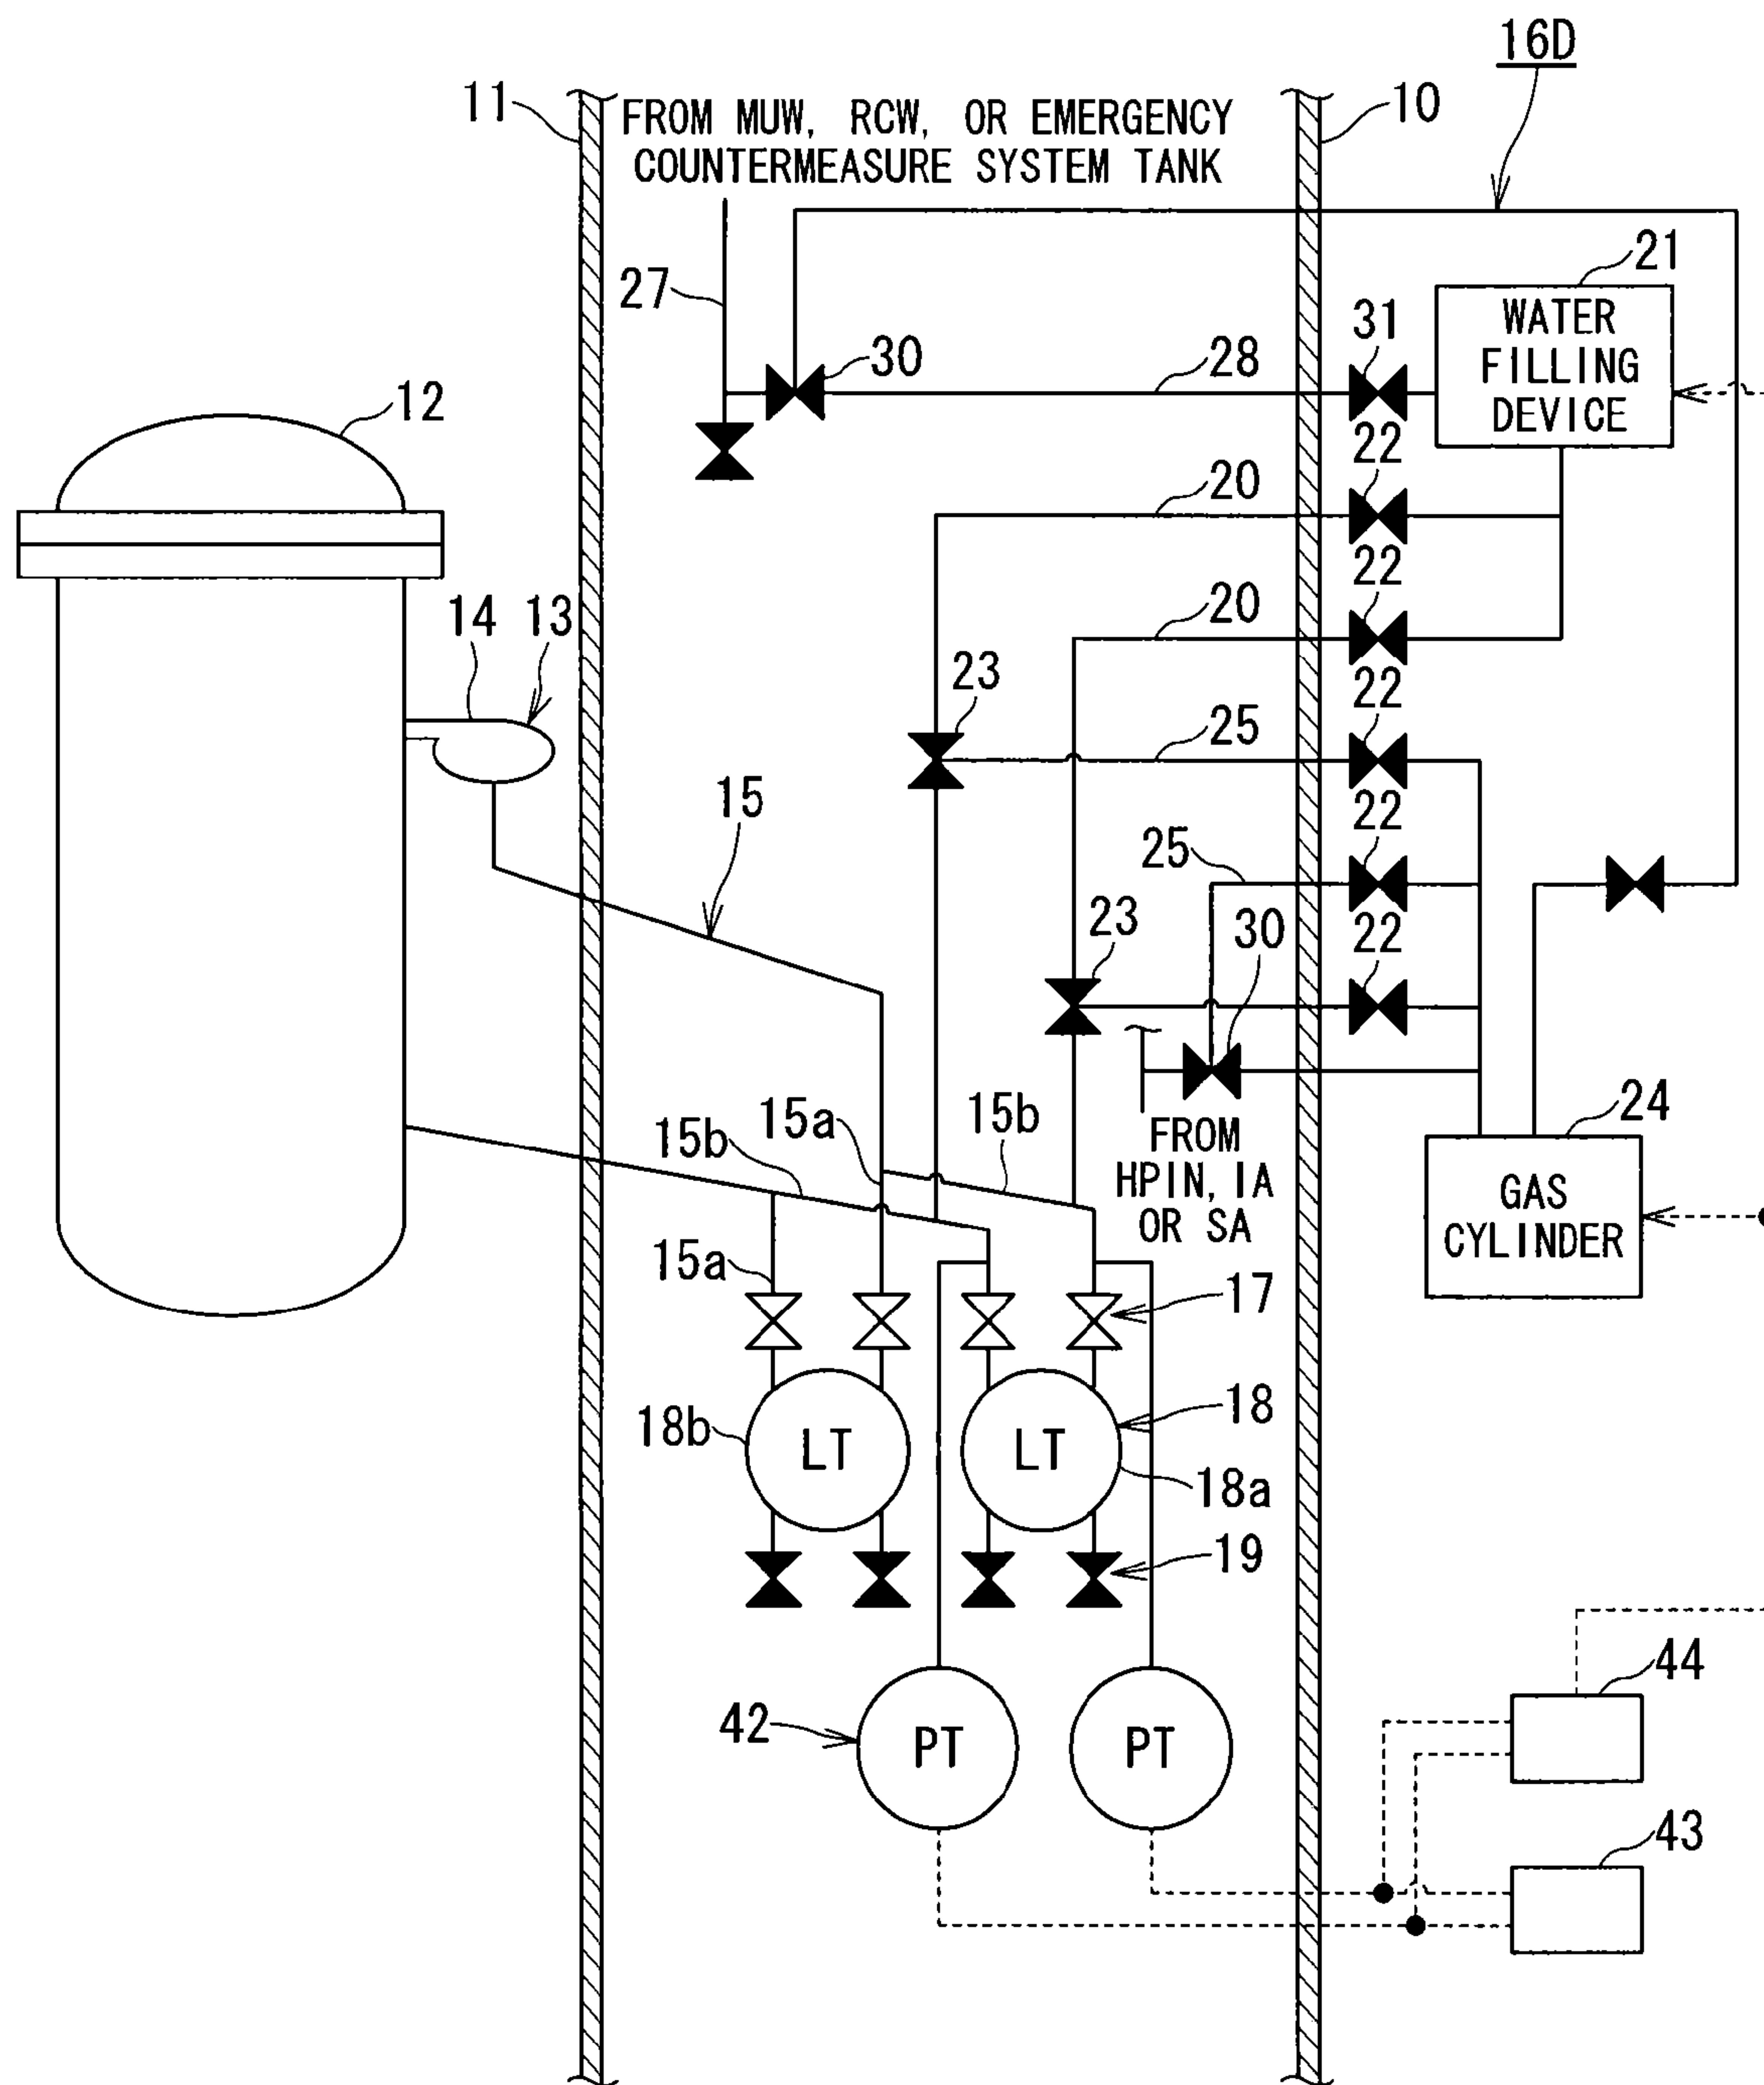 16D
11
FROM MUW, RCW, OR EMERGENCY
COUNTERMEASURE SYSTEM TANK
10
27
30
28
31
21
WATER
FILLING
DEVICE
12
20
22
20
22
14
13
23
25
22
15
25
22
23
30
22
15b
15a
15b
FROM
HPIN, IA
OR SA
24
GAS
CYLINDER
15a
17
18b
LT
LT
18
18a
19
42
PT
PT
44
43